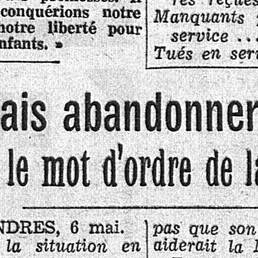 conquérions notre
notre liberté pour
enfants. »
Manquants
service ...
Tués en serv
ais abandonner
le mot d'ordre de la
NDRES, 6 mai.
la situation en
pas que son
aiderait la